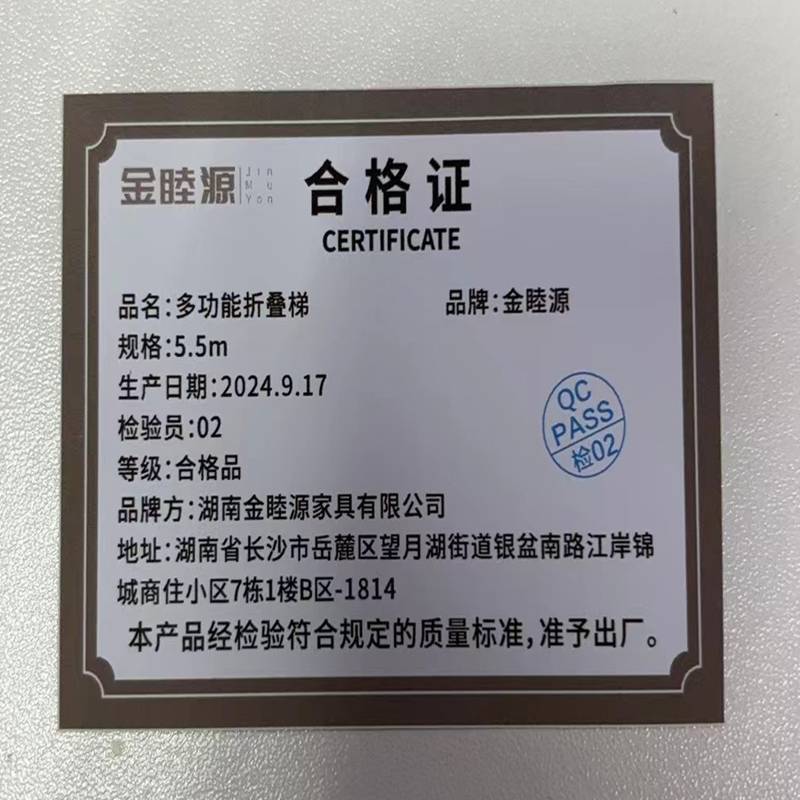 金睦源 Jin Mu Yon
合格证
CERTIFICATE
品名:多功能折叠梯 品牌:金睦源
规格:5.5m
生产日期:2024.9.17
检验员:02
等级:合格品
QC
PASS
检02
品牌方:湖南金睦源家具有限公司
地址:湖南省长沙市岳麓区望月湖街道银盆南路江岸锦
城商住小区7栋1楼B区-1814
本产品经检验符合规定的质量标准,准予出厂。